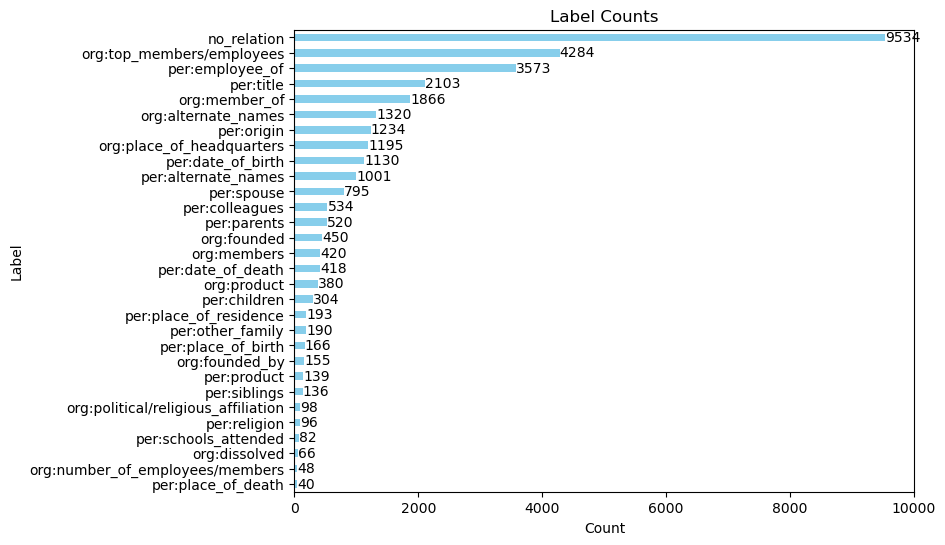 Label Counts
no_relation 9534
org:top_members/employees 4284
per:employee_of 3573
per:title 2103
org:member_of 1866
org:alternate_names 1320
per:origin 1234
org:place_of_headquarters 1195
per:date_of_birth 1130
per:alternate_names 1001
per:spouse 795
per:colleagues 534
per:parents 520
org:founded 450
org:members 420
per:date_of_death 418
org:product 380
per:children 304
per:place_of_residence 193
per:other_family 190
per:place_of_birth 166
org:founded_by 155
per:product 139
per:siblings 136
org:political/religious_affiliation 98
per:religion 96
per:schools_attended 82
org:dissolved 66
org:number_of_employees/members 48
per:place_of_death 40
Label
0 2000 4000 6000 8000 10000
Count